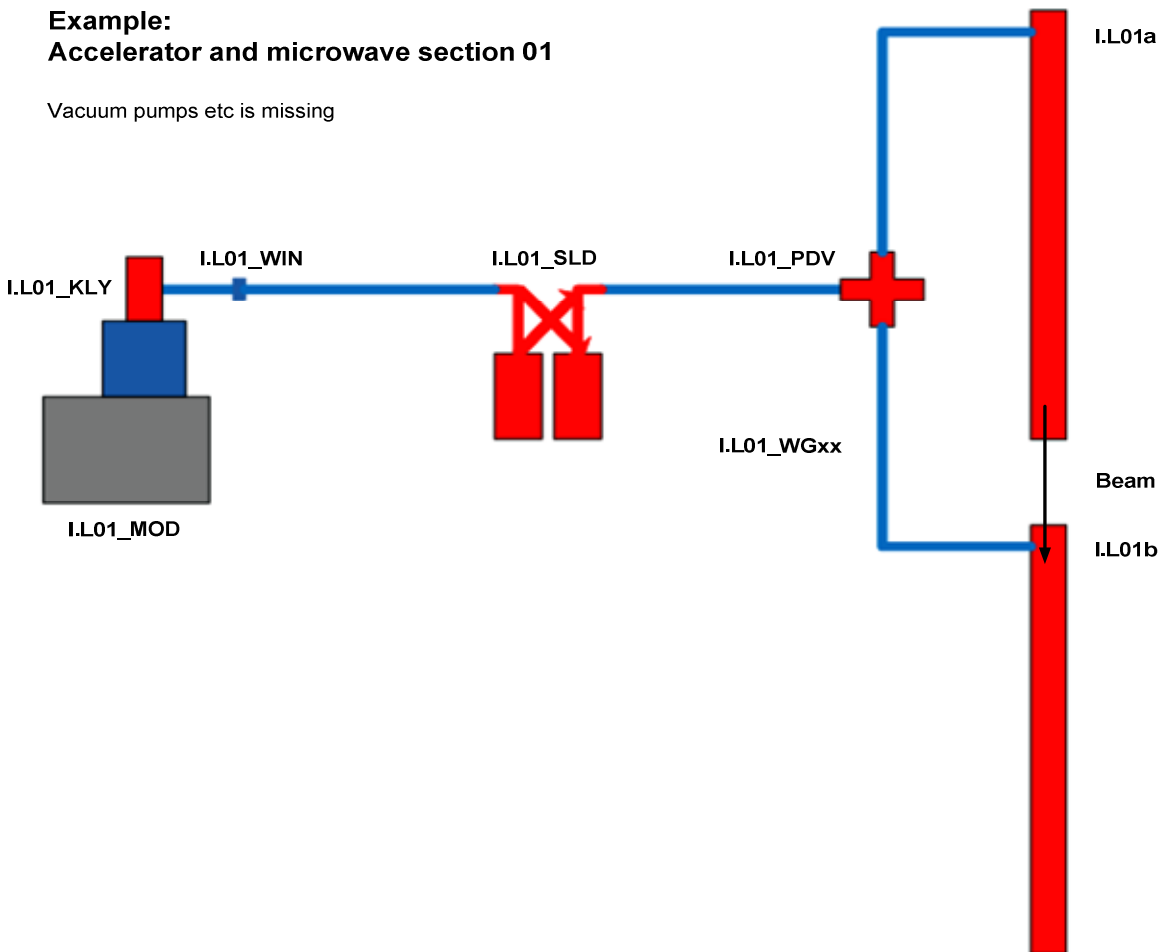 Example:
Accelerator and microwave section 01
Vacuum pumps etc is missing
I.L01a
I.L01_WIN
I.L01_SLD
I.L01_PDV
I.L01_KLY
I.L01_WGxx
Beam
I.L01_MOD
I.L01b